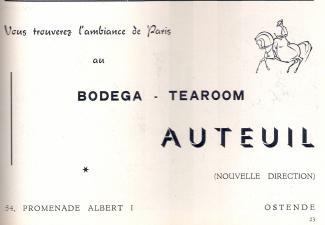 Vous trouverez l'ambiance de Paris
au
BODEGA - TEAROOM
AUTEUIL
*
(NOUVELLE DIRECTION)
54, PROMENADE ALBERT I
OSTENDE
23